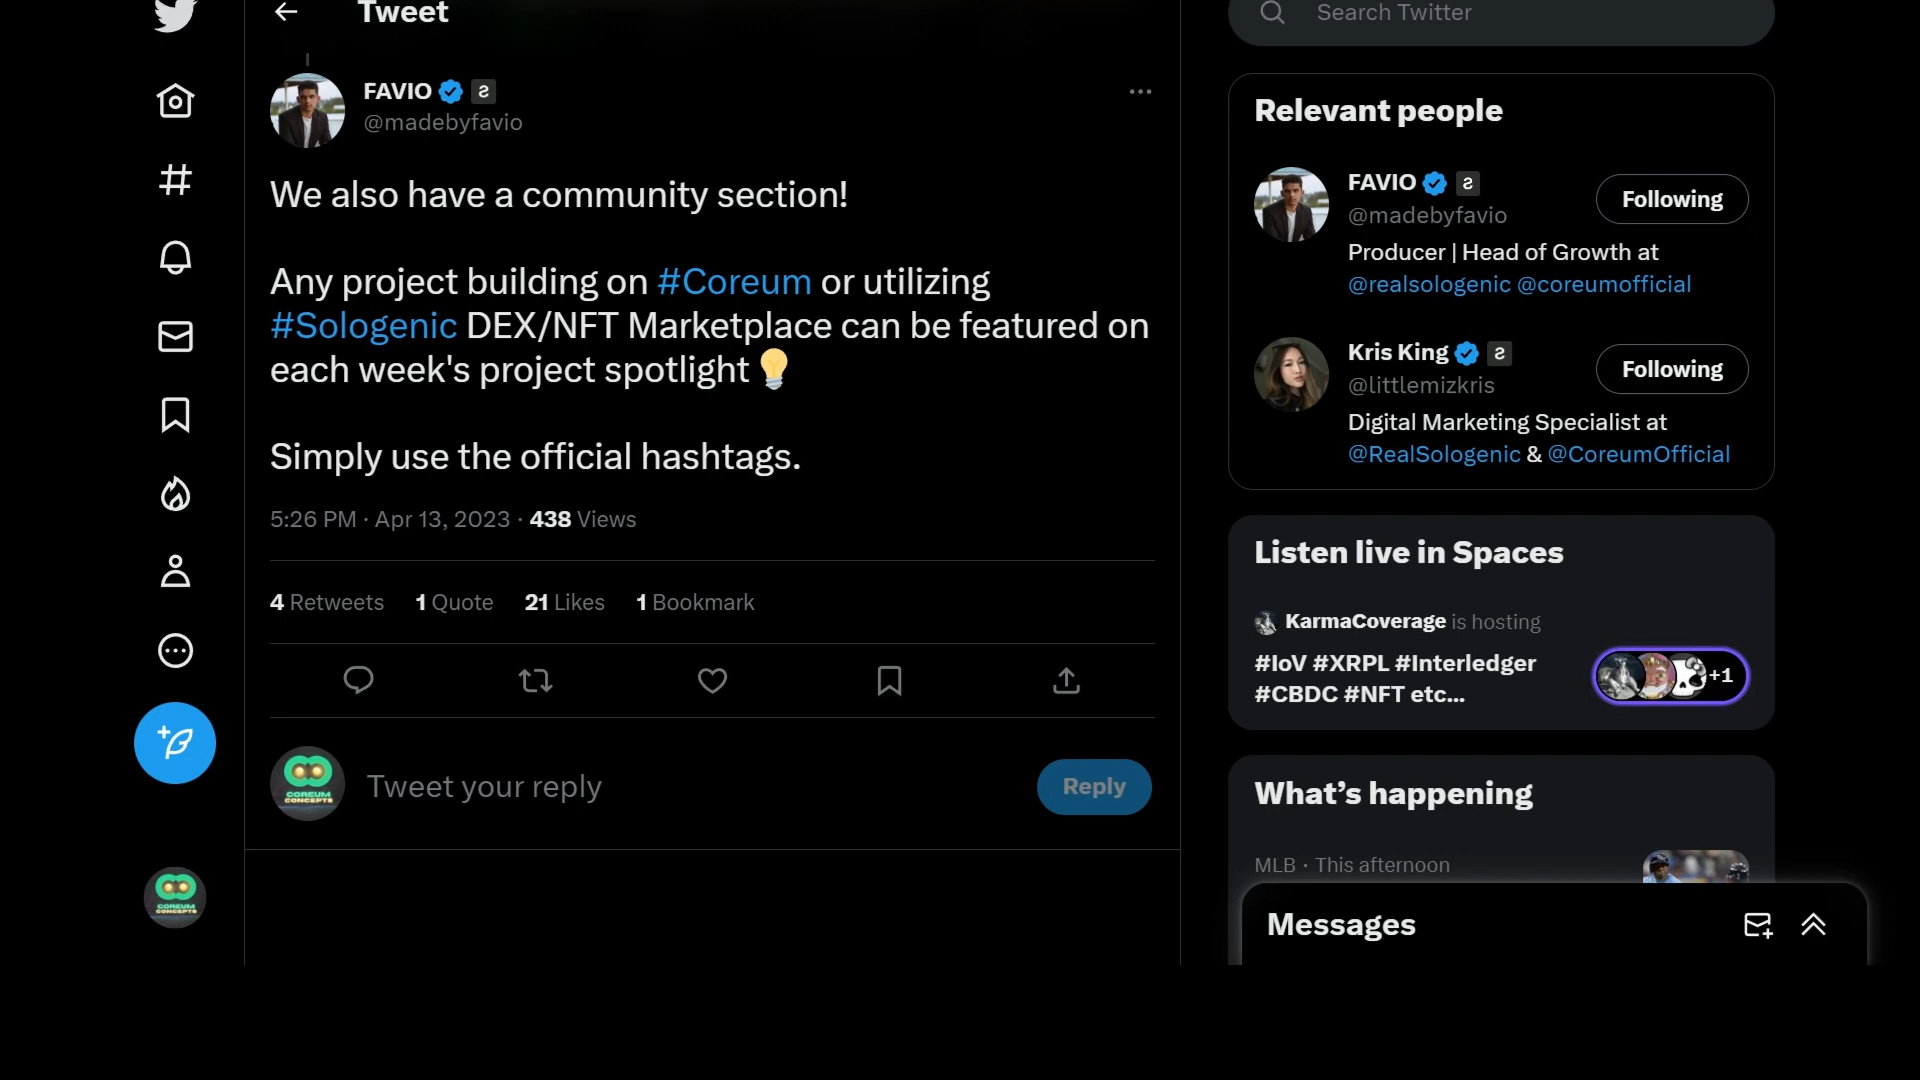 Tweet
FAVIO
@madebyfavio
We also have a community section!
Any project building on #Coreum or utilizing
#Sologenic DEX/NFT Marketplace can be featured on
each week's project spotlight
Simply use the official hashtags.
5:26 PM · Apr 13, 2023 · 438 Views
4 Retweets 1 Quote 21 Likes 1 Bookmark
COREUM
CONCEPTS
Tweet your reply
Reply
COREUM
CONCEPTS
Search Twitter
Relevant people
FAVIO
@madebyfavio
Following
Producer | Head of Growth at
@realsologenic @coreumofficial
Kris King
@littlemizkris
Following
Digital Marketing Specialist at
@RealSologenic & @CoreumOfficial
Listen live in Spaces
KarmaCoverage is hosting
#IoV #XRPL #Interledger
#CBDC #NFT etc...
+1
What’s happening
MLB · This afternoon
Messages